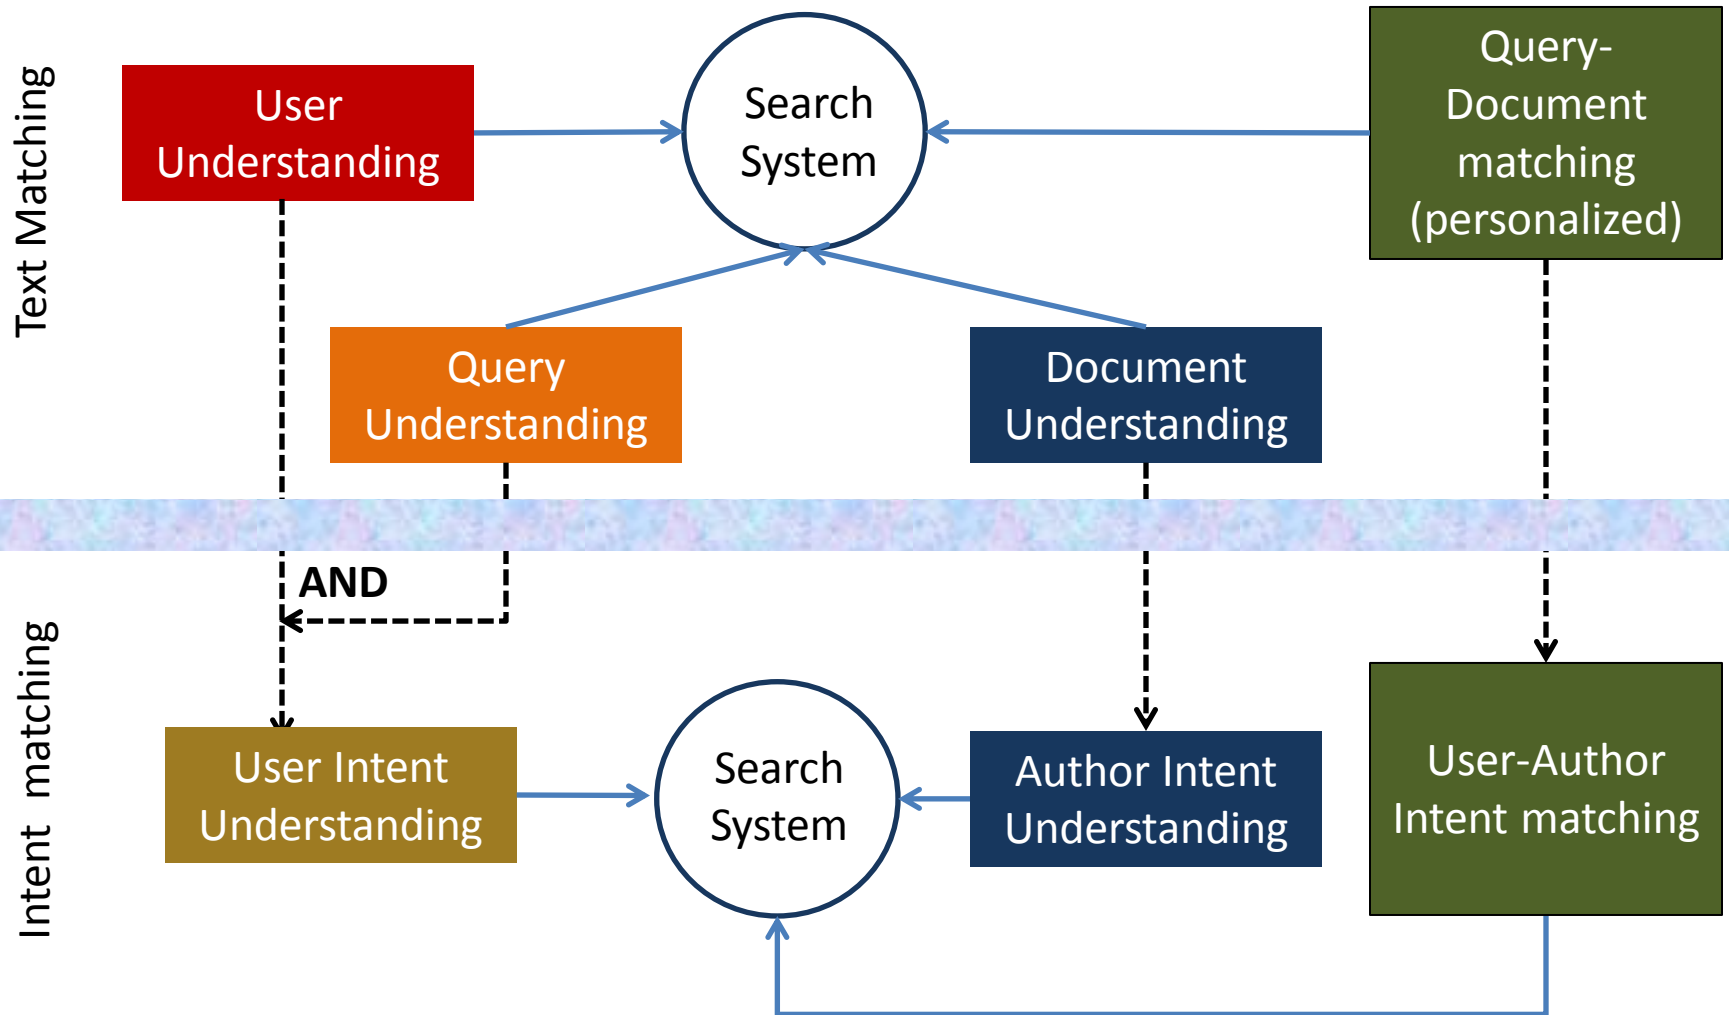 Text Matching
User
Understanding
Search
System
Query-
Document
matching
(personalized)
Query
Understanding
Document
Understanding
AND
Intent matching
User Intent
Understanding
Search
System
Author Intent
Understanding
User-Author
Intent matching